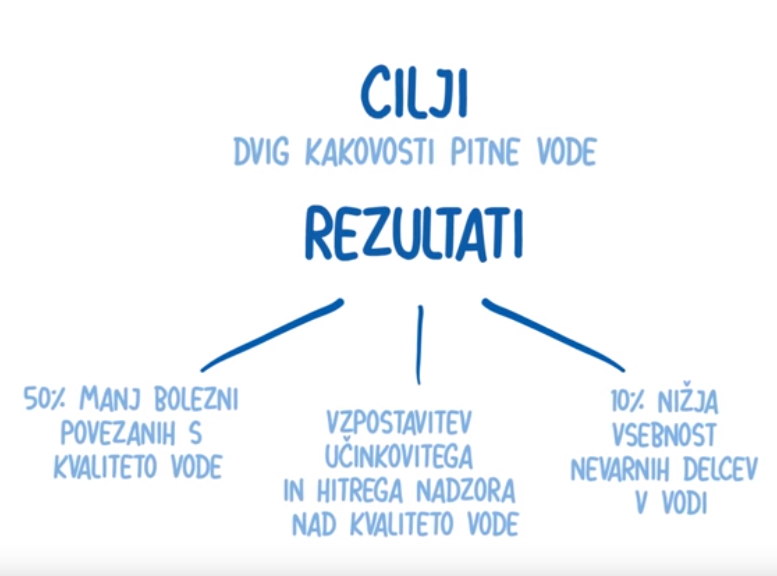 CILJI
DVIG KAKOVOSTI PITNE VODE
REZULTATI
50% MANJ BOLEZNI
POVEZANIH S
KVALITETO VODE
VZPOSTAVITEV
UČINKOVITEGA
IN HITREGA NADZORA
NAD KVALITETO VODE
10% NIŽJA
VSEBNOST
NEVARNIH DELCEV
V VODI